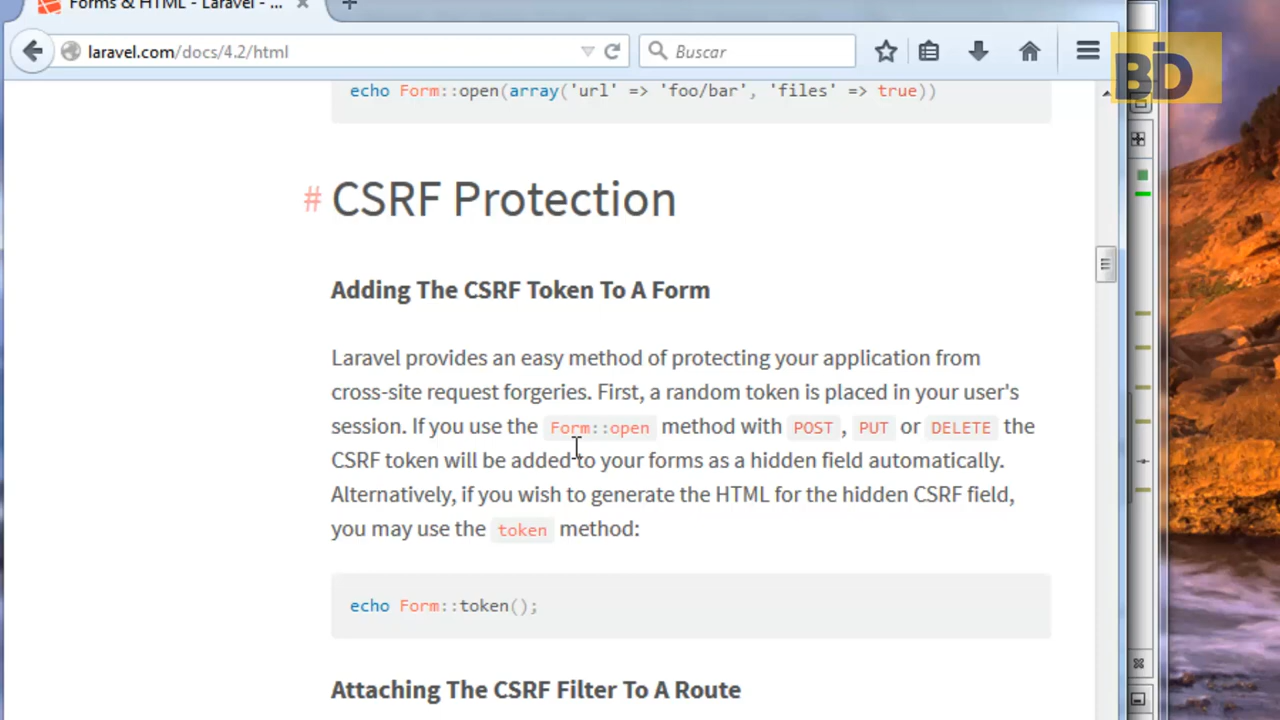 Forms & HTML - Laravel - ...
laravel.com/docs/4.2/html
Buscar
BID
echo Form::open(array('url' => 'foo/bar', 'files' => true))
# CSRF Protection
Adding The CSRF Token To A Form
Laravel provides an easy method of protecting your application from
cross-site request forgeries. First, a random token is placed in your user's
session. If you use the Form::open method with POST , PUT or DELETE the
CSRF token will be added to your forms as a hidden field automatically.
Alternatively, if you wish to generate the HTML for the hidden CSRF field,
you may use the token method:
echo Form::token();
Attaching The CSRF Filter To A Route